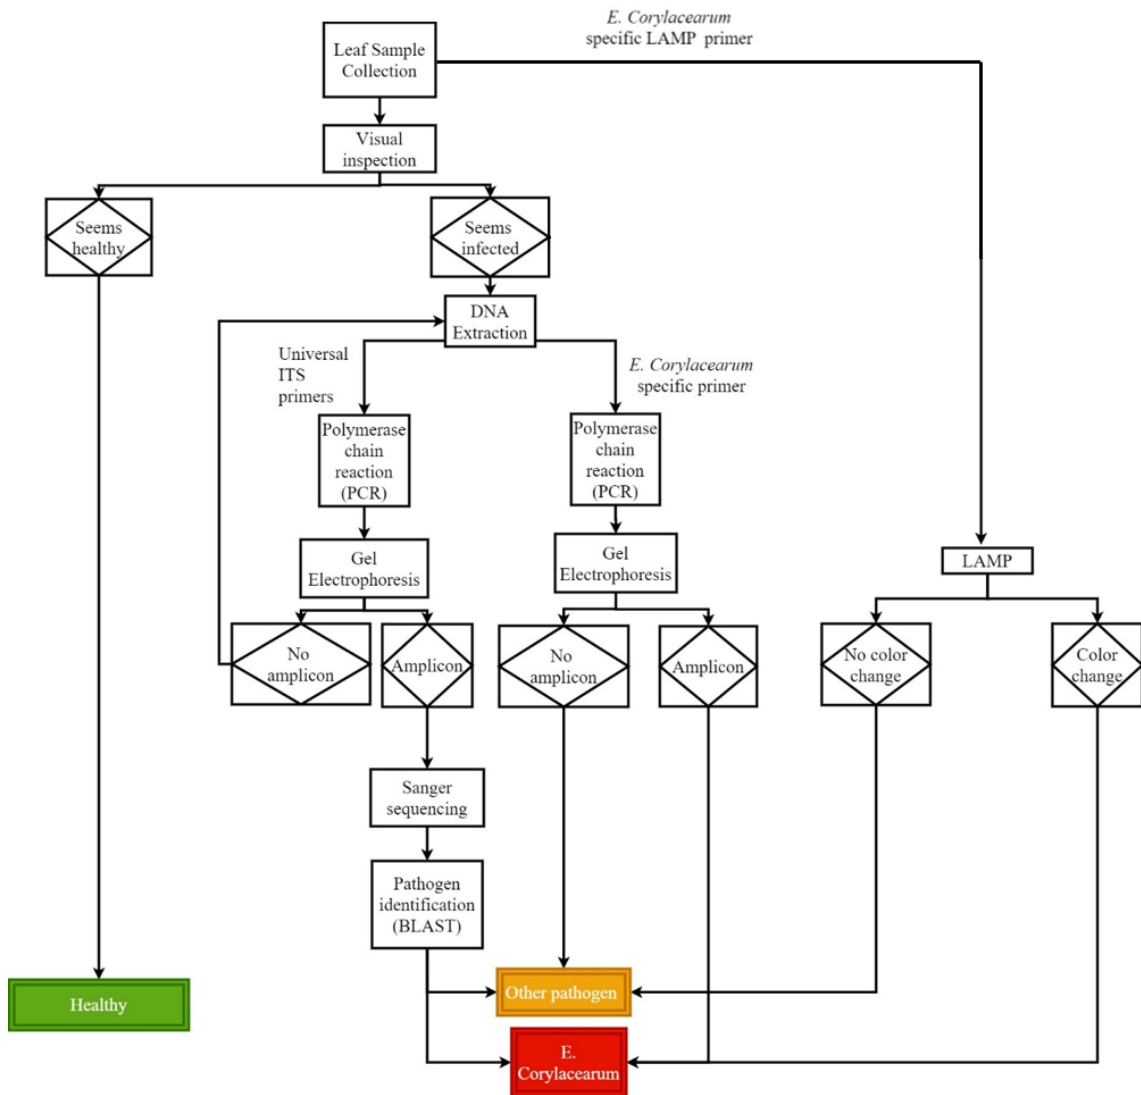 E. Corylacearum
specific LAMP primer
Leaf Sample
Collection
Visual
inspection
Seems
healthy
Seems
infected
DNA
Extraction
Universal
ITS
primers
E. Corylacearum
specific primer
Polymerase
chain
reaction
(PCR)
Polymerase
chain
reaction
(PCR)
Gel
Electrophoresis
Gel
Electrophoresis
LAMP
No
amplicon
Amplicon
No
amplicon
Amplicon
No color
change
Color
change
Sanger
sequencing
Pathogen
identification
(BLAST)
Healthy
Other pathogen
E.
Corylacearum